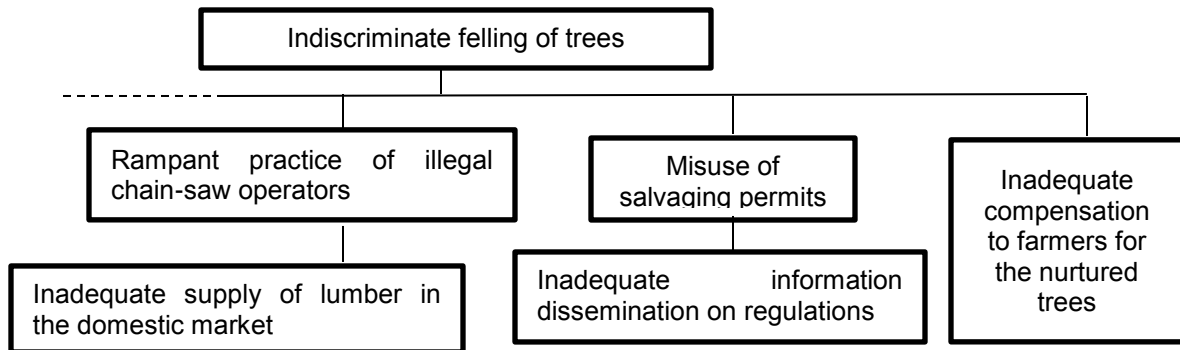 Indiscriminate felling of trees
Rampant practice of illegal
chain-saw operators
Misuse of
salvaging permits
Inadequate
compensation
to farmers for
the nurtured
trees
Inadequate supply of lumber in
the domestic market
Inadequate information
dissemination on regulations